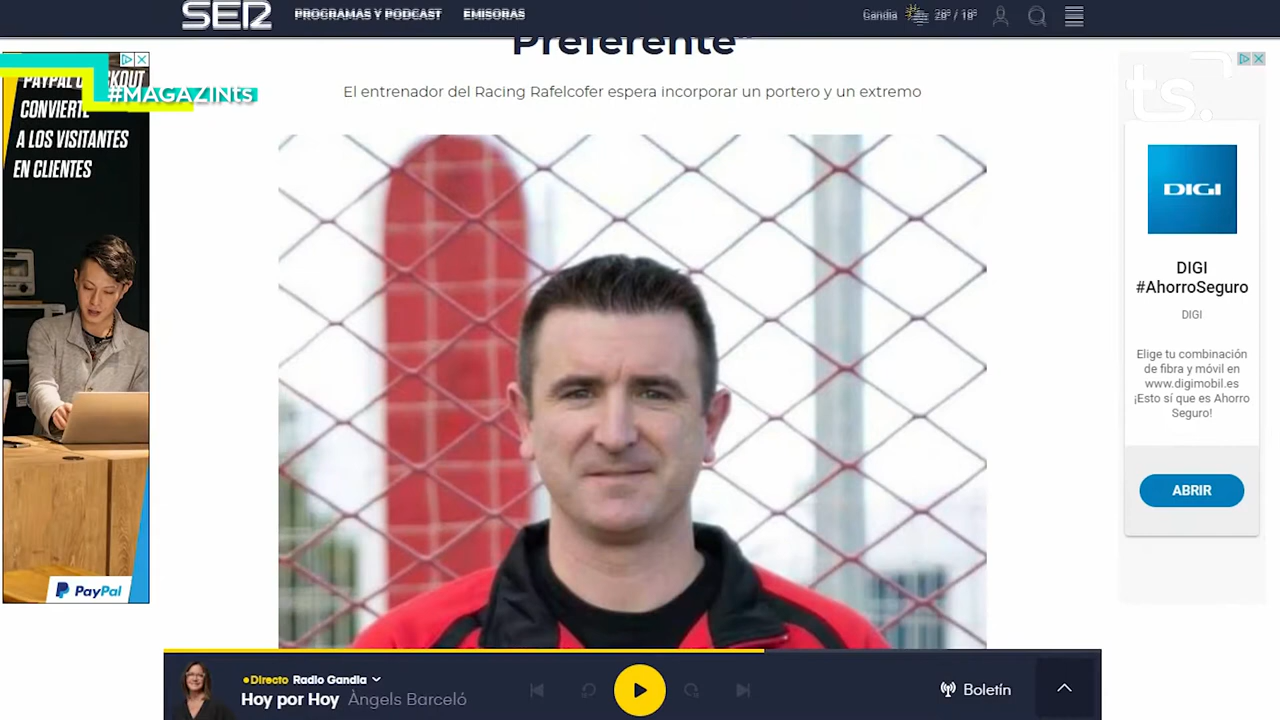 SER
PROGRAMAS Y PODCAST
EMISORAS
Gandia
28° / 18°
Preferente"
El entrenador del Racing Rafelcofer espera incorporar un portero y un extremo
CONVIERTE
A LOS VISITANTES
EN CLIENTES
PayPal
#MAGAZINts
ts.
DIGI
DIGI
#AhorroSeguro
DIGI
Elige tu combinación
de fibra y móvil en
www.digimobil.es
¡Esto sí que es Ahorro
Seguro!
ABRIR
Directo Radio Gandia
Hoy por Hoy Àngels Barceló
Boletín